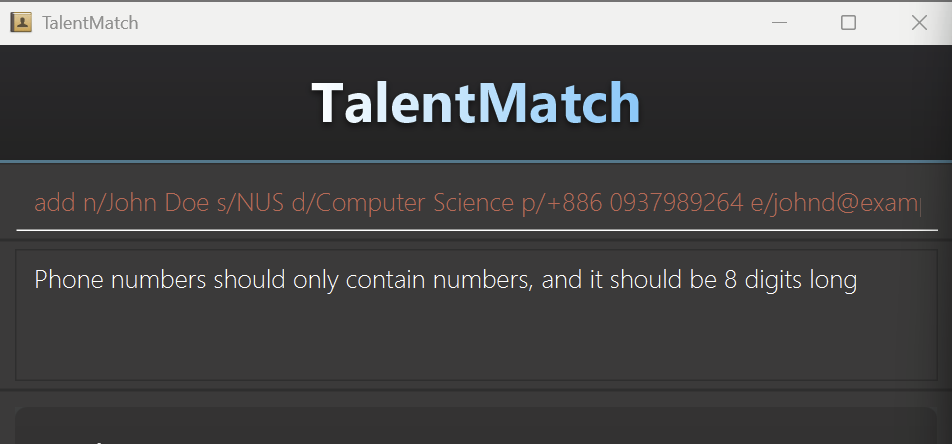 TalentMatch
TalentMatch
add n/John Doe s/NUS d/Computer Science p/+886 0937989264 e/johnd@exam
Phone numbers should only contain numbers, and it should be 8 digits long